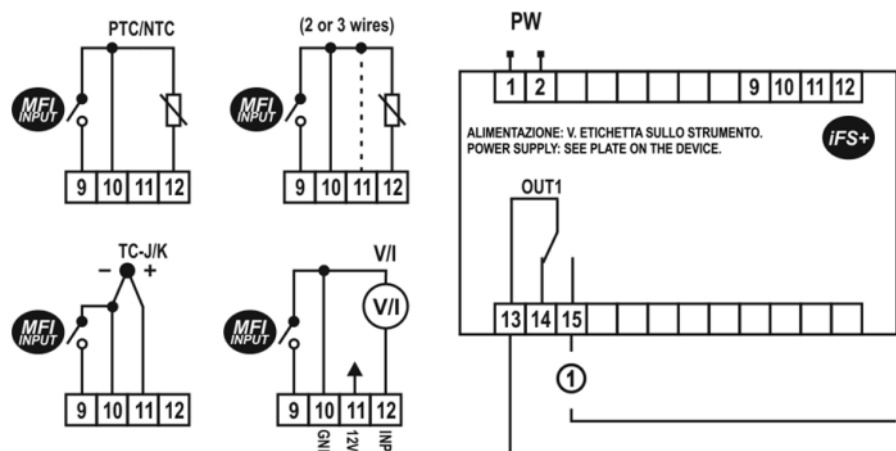 PTC/NTC
MFI
INPUT
9 10 11 12
(2 or 3 wires)
MFI
INPUT
9 10 11 12
TC-J/K
− +
MFI
INPUT
9 10 11 12
V/I
V/I
MFI
INPUT
9 10 11 12
12V
PW
1 2 9 10 11 12
ALIMENTAZIONE: V. ETICHETTA SULLO STRUMENTO.
POWER SUPPLY: SEE PLATE ON THE DEVICE.
iFS+
OUT1
13 14 15
1